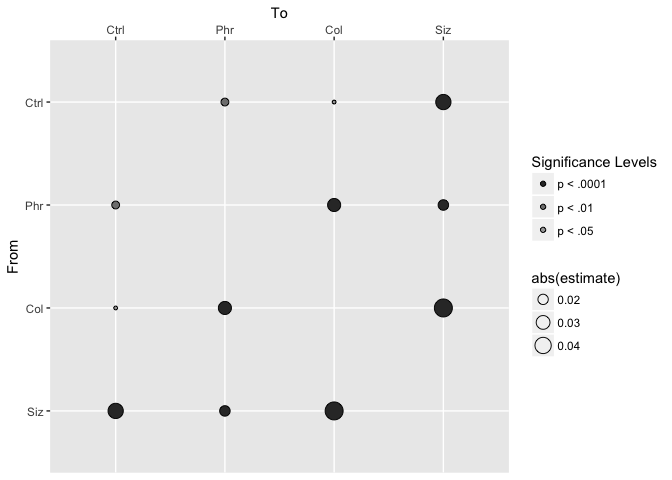 To
Ctrl Phr Col Siz
Ctrl
Phr
Col
Siz
From
Significance Levels
p < .0001
p < .01
p < .05
abs(estimate)
0.02
0.03
0.04